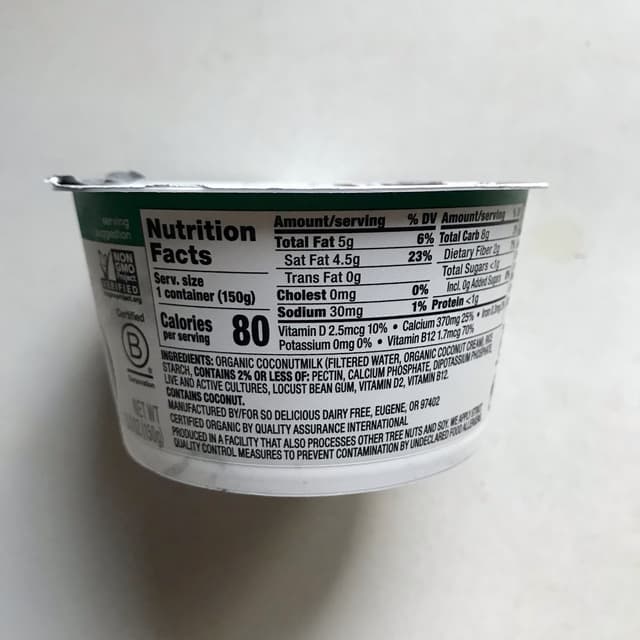 serving
suggestion
NON
GMO
VERIFIED
Certified
B
Corporation
NET WT
(150g)
Nutrition
Facts
Serv. size
1 container (150g)
Calories
per serving
80
Amount/serving % DV
Total Fat 5g 6%
Sat Fat 4.5g 23%
Trans Fat 0g
Cholest 0mg 0%
Sodium 30mg 1%
Amount/serving
Total Carb 8g
Dietary Fiber 2g
Total Sugars <1g
Incl. 0g Added Sugars
Protein <1g
Vitamin D 2.5mcg 10% • Calcium 370mg 25% • Iron
Potassium 0mg 0% • Vitamin B12 1.7mcg 70%
INGREDIENTS: ORGANIC COCONUTMILK (FILTERED WATER, ORGANIC COCONUT CREAM), RICE
STARCH, CONTAINS 2% OR LESS OF: PECTIN, CALCIUM PHOSPHATE, DIPOTASSIUM PHOSPHATE,
LIVE AND ACTIVE CULTURES, LOCUST BEAN GUM, VITAMIN D2, VITAMIN B12.
CONTAINS COCONUT.
MANUFACTURED BY/FOR SO DELICIOUS DAIRY FREE, EUGENE, OR 97402
CERTIFIED ORGANIC BY QUALITY ASSURANCE INTERNATIONAL
PRODUCED IN A FACILITY THAT ALSO PROCESSES OTHER TREE NUTS AND SOY. WE APPLY STRICT
QUALITY CONTROL MEASURES TO PREVENT CONTAMINATION BY UNDECLARED FOOD ALLERGENS.